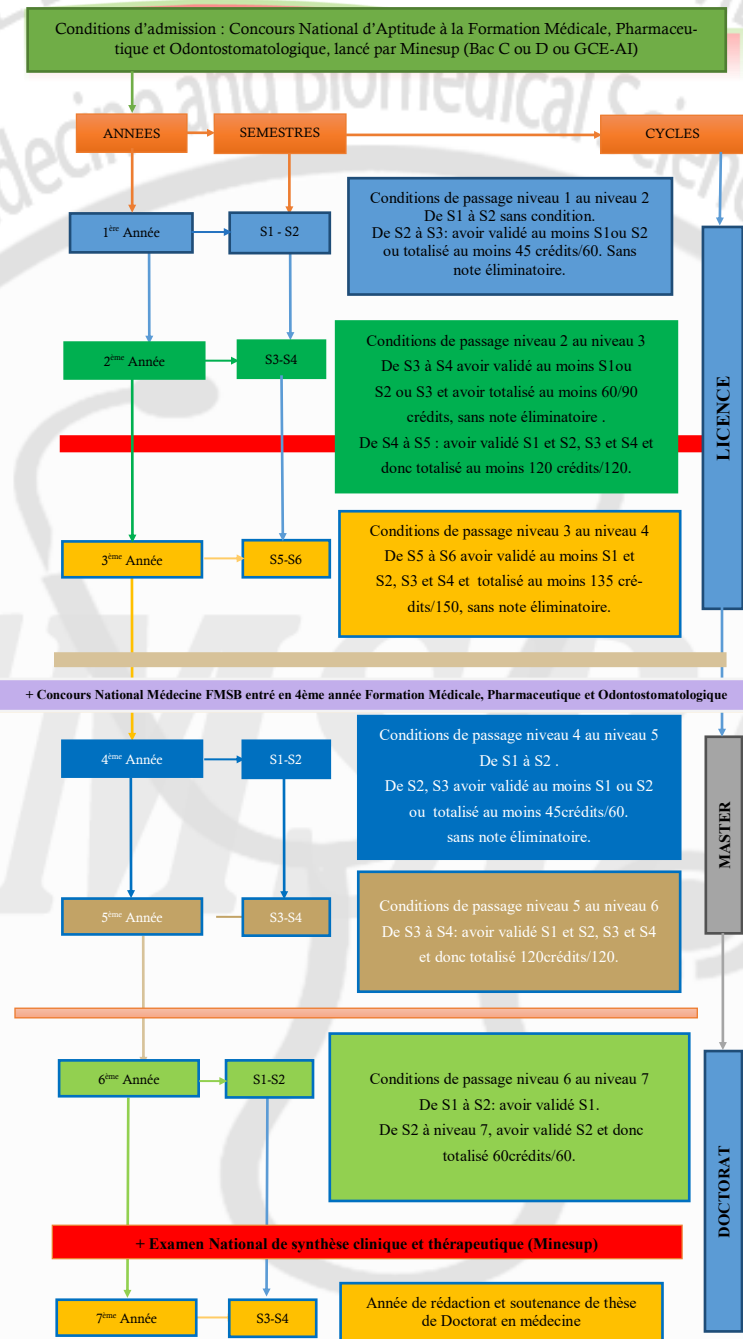 Conditions d’admission : Concours National d’Aptitude à la Formation Médicale, Pharmaceu-
tique et Odontostomatologique, lancé par Minesup (Bac C ou D ou GCE-AI)
Medecine and Biomedical Science
ANNEES
SEMESTRES
CYCLES
1ère Année
S1 - S2
Conditions de passage niveau 1 au niveau 2
De S1 à S2 sans condition.
De S2 à S3: avoir validé au moins S1ou S2
ou totalisé au moins 45 crédits/60. Sans
note éliminatoire.
LICENCE
2ème Année
S3-S4
Conditions de passage niveau 2 au niveau 3
De S3 à S4 avoir validé au moins S1ou
S2 ou S3 et avoir totalisé au moins 60/90
crédits, sans note éliminatoire .
De S4 à S5 : avoir validé S1 et S2, S3 et S4 et
donc totalisé au moins 120 crédits/120.
3ème Année
S5-S6
Conditions de passage niveau 3 au niveau 4
De S5 à S6 avoir validé au moins S1 et
S2, S3 et S4 et  totalisé au moins 135 cré-
dits/150, sans note éliminatoire.
+ Concours National Médecine FMSB entré en 4ème année Formation Médicale, Pharmaceutique et Odontostomatologique
4ème Année
S1-S2
Conditions de passage niveau 4 au niveau 5
De S1 à S2 .
De S2, S3 avoir validé au moins S1 ou S2
ou  totalisé au moins 45crédits/60.
sans note éliminatoire.
MASTER
5ème Année
S3-S4
Conditions de passage niveau 5 au niveau 6
De S3 à S4: avoir validé S1 et S2, S3 et S4
et donc totalisé 120crédits/120.
6ème Année
S1-S2
Conditions de passage niveau 6 au niveau 7
De S1 à S2: avoir validé S1.
De S2 à niveau 7, avoir validé S2 et donc
totalisé 60crédits/60.
DOCTORAT
+ Examen National de synthèse clinique et thérapeutique (Minesup)
7ème Année
S3-S4
Année de rédaction et soutenance de thèse
de Doctorat en médecine